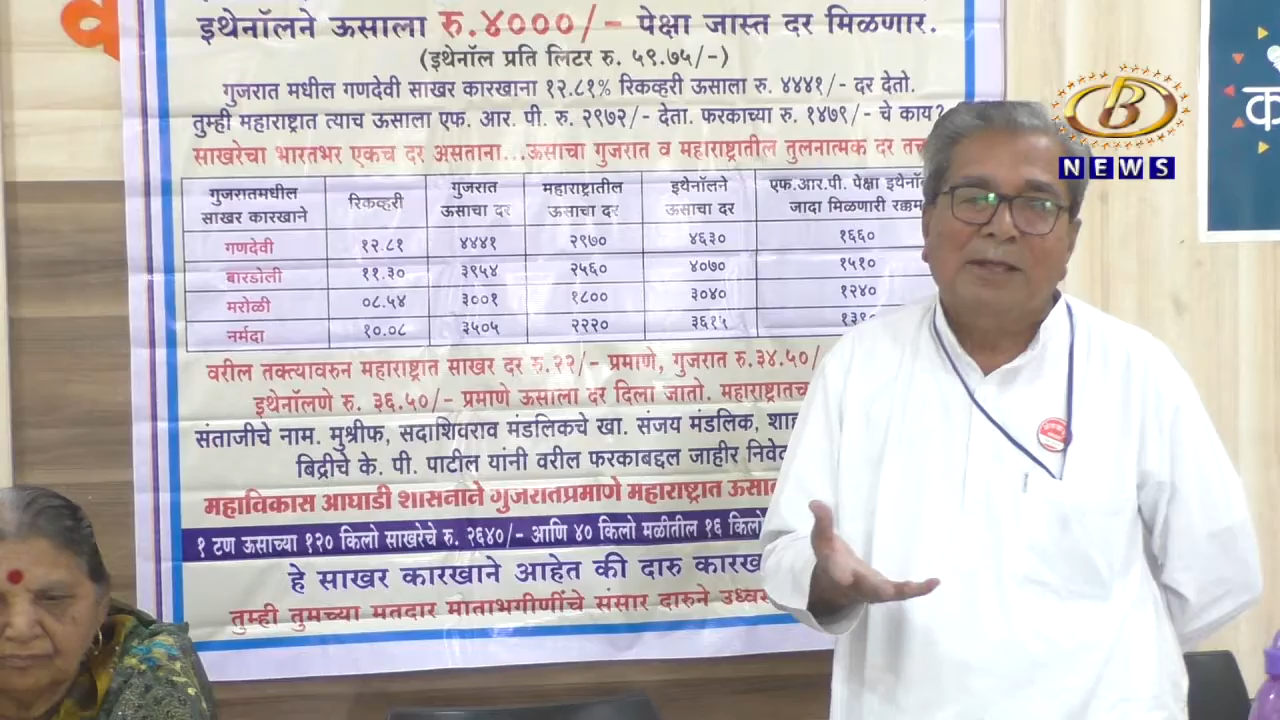 इथेनॉलने ऊसाला रु.४०००/- पेक्षा जास्त दर मिळणार.
(इथेनॉल प्रति लिटर रु. ५९.७५/-)
गुजरात मधील गणदेवी साखर कारखाना १२.८१% रिकव्हरी ऊसाला रु. ४४४१/- दर देतो.
तुम्ही महाराष्ट्रात त्याच ऊसाला एफ. आर. पी. रु. २९७२/- देता. फरकाच्या रु. १४७९/- चे काय?
साखरेचा भारतभर एकच दर असताना...ऊसाचा गुजरात व महाराष्ट्रातील तुलनात्मक दर
गुजरातमधील साखर कारखाने रिकव्हरी गुजरात ऊसाचा दर महाराष्ट्रातील ऊसाचा दर इथेनॉलने ऊसाचा दर एफ.आर.पी. पेक्षा जादा मिळणारी रक्कम
गणदेवी १२.८१ ४४४१ २९७० ४६३० १६६०
बारडोली ११.३० ३९५४ २५६० ४०७० १५१०
मरोळी ०८.५४ ३००१ १८०० ३०४० १२४०
नर्मदा १०.०८ ३५०५ २२२० ३६१५
वरील तक्त्यावरुन महाराष्ट्रात साखर दर रु.२२/- प्रमाणे, गुजरात रु.३४.५०/
इथेनॉलणे रु. ३६.५०/- प्रमाणे ऊसाला दर दिला जातो.
संताजीचे नाम. मुश्रीफ, सदाशिवराव मंडलिकचे खा. संजय मंडलिक,
बिद्रीचे के. पी. पाटील यांनी वरील फरकाबद्दल जाहीर
महाविकास आघाडी शासनाने गुजरातप्रमाणे महाराष्ट्रात
१ टण ऊसाच्या १२० किलो साखरेचे रु. २६४०/- आणि ४० किलो मळीतील १६ किलो
हे साखर कारखाने आहेत की दारु
तुम्ही तुमच्या मतदार माताभगीणींचे संसार दारुने
B
NEWS